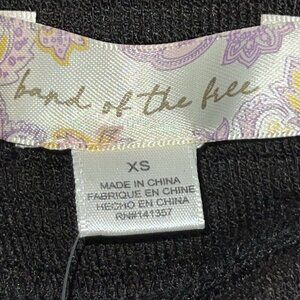 band of the free
XS
MADE IN CHINA
FABRIQUE EN CHINE
HECHO EN CHINA
RN#141357